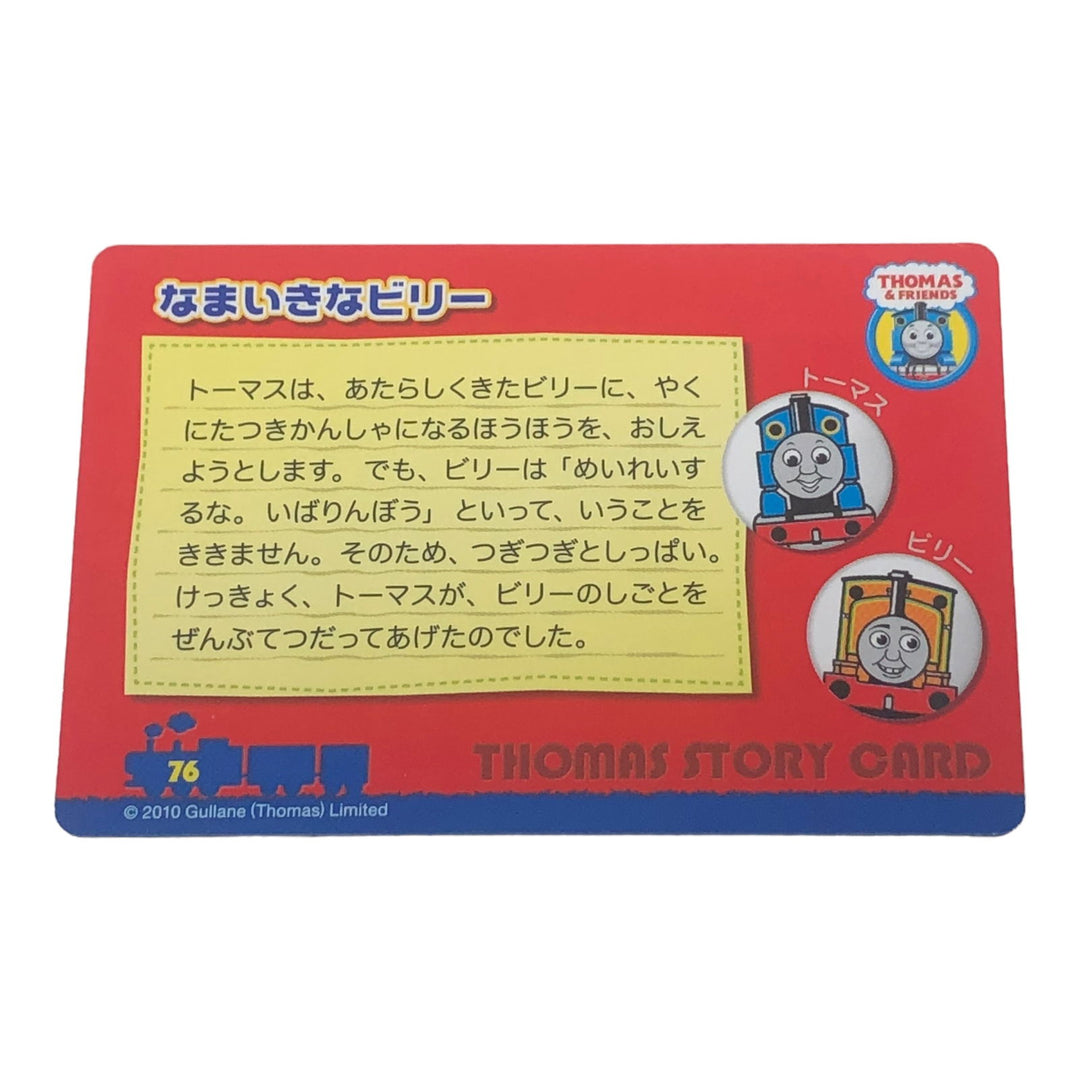 なまいきなビリー
THOMAS
& FRIENDS
トーマスは、あたらしくきたビリーに、やく
にたつきかんしゃになるほうほうを、おしえ
ようとします。でも、ビリーは「めいれいす
るな。いばりんぼう」といって、いうことを
ききません。そのため、つぎつぎとしっぱい。
けっきょく、トーマスが、ビリーのしごとを
ぜんぶてつだってあげたのでした。
トーマス
ビリー
76
THOMAS STORY CARD
© 2010 Gullane (Thomas) Limited